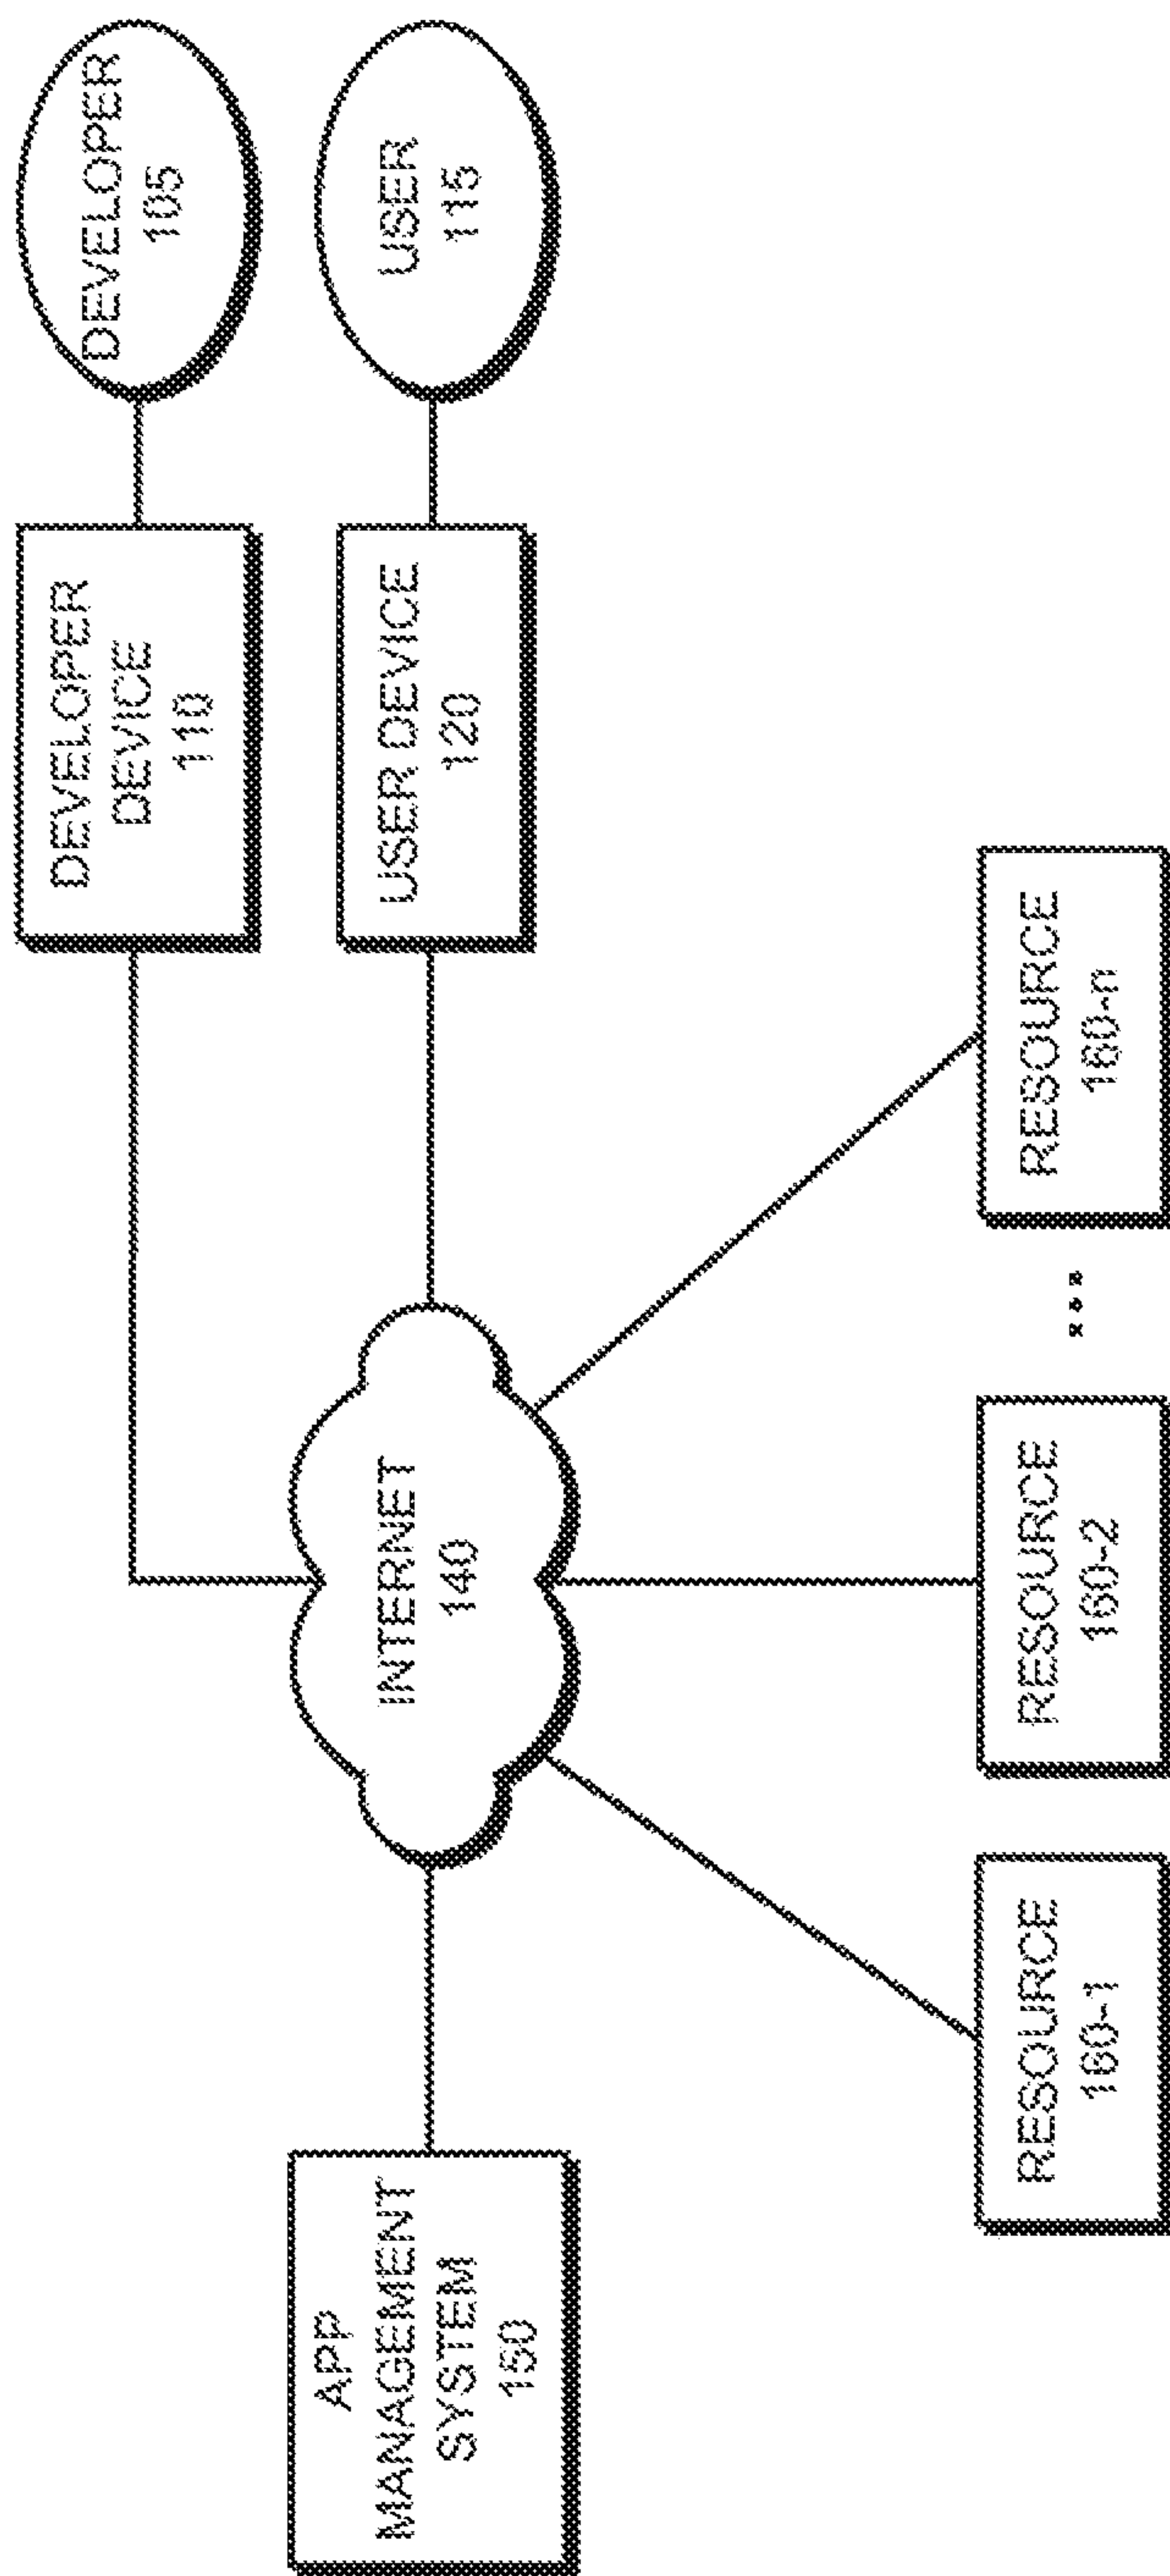 DEVELOPER
105
DEVELOPER
DEVICE
110
USER
115
USER DEVICE
120
INTERNET
140
APP
MANAGEMENT
SYSTEM
150
RESOURCE
160-1
RESOURCE
160-2
...
RESOURCE
160-n